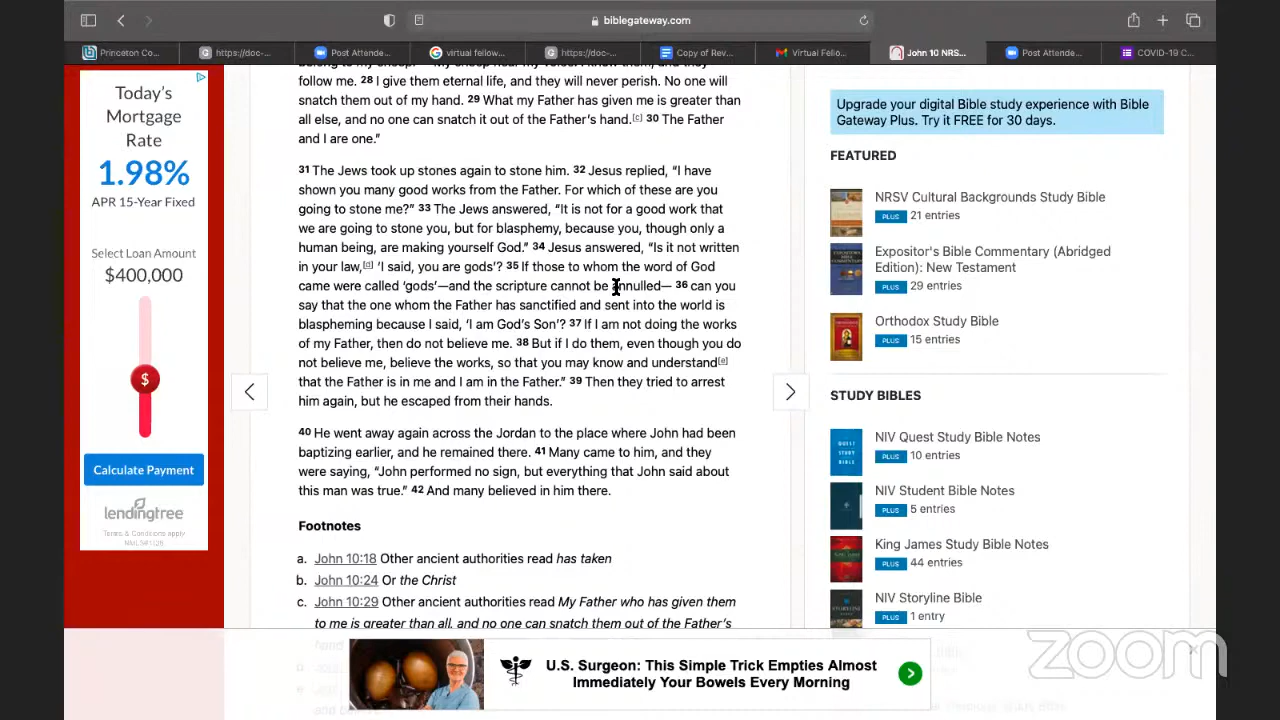 biblegateway.com
Princeton Co...
https://doc-...
Post Attende...
virtual fellow...
https://doc-...
Copy of Rev...
Virtual Fello...
John 10 NRS...
Post Attende...
COVID-19 C...
Today's
Mortgage
Rate
1.98%
APR 15-Year Fixed
Select Loan Amount
$400,000
$
Calculate Payment
lendingtree
Terms & Conditions apply
follow me. 28 I give them eternal life, and they will never perish. No one will
snatch them out of my hand. 29 What my Father has given me is greater than
all else, and no one can snatch it out of the Father's hand.[c] 30 The Father
and I are one."
31 The Jews took up stones again to stone him. 32 Jesus replied, "I have
shown you many good works from the Father. For which of these are you
going to stone me?" 33 The Jews answered, "It is not for a good work that
we are going to stone you, but for blasphemy, because you, though only a
human being, are making yourself God." 34 Jesus answered, "Is it not written
in your law,[d] 'I said, you are gods'? 35 If those to whom the word of God
came were called 'gods'—and the scripture cannot be annulled— 36 can you
say that the one whom the Father has sanctified and sent into the world is
blaspheming because I said, 'I am God's Son'? 37 If I am not doing the works
of my Father, then do not believe me. 38 But if I do them, even though you do
not believe me, believe the works, so that you may know and understand[e]
that the Father is in me and I am in the Father." 39 Then they tried to arrest
him again, but he escaped from their hands.
40 He went away again across the Jordan to the place where John had been
baptizing earlier, and he remained there. 41 Many came to him, and they
were saying, "John performed no sign, but everything that John said about
this man was true." 42 And many believed in him there.
Footnotes
a. John 10:18 Other ancient authorities read has taken
b. John 10:24 Or the Christ
c. John 10:29 Other ancient authorities read My Father who has given them
to me is greater than all, and no one can snatch them out of the Father's
Upgrade your digital Bible study experience with Bible
Gateway Plus. Try it FREE for 30 days.
FEATURED
NRSV Cultural Backgrounds Study Bible
PLUS 21 entries
Expositor's Bible Commentary (Abridged
Edition): New Testament
PLUS 29 entries
Orthodox Study Bible
PLUS 15 entries
STUDY BIBLES
NIV Quest Study Bible Notes
PLUS 10 entries
NIV Student Bible Notes
PLUS 5 entries
King James Study Bible Notes
PLUS 44 entries
NIV Storyline Bible
PLUS 1 entry
U.S. Surgeon: This Simple Trick Empties Almost
Immediately Your Bowels Every Morning
zoom